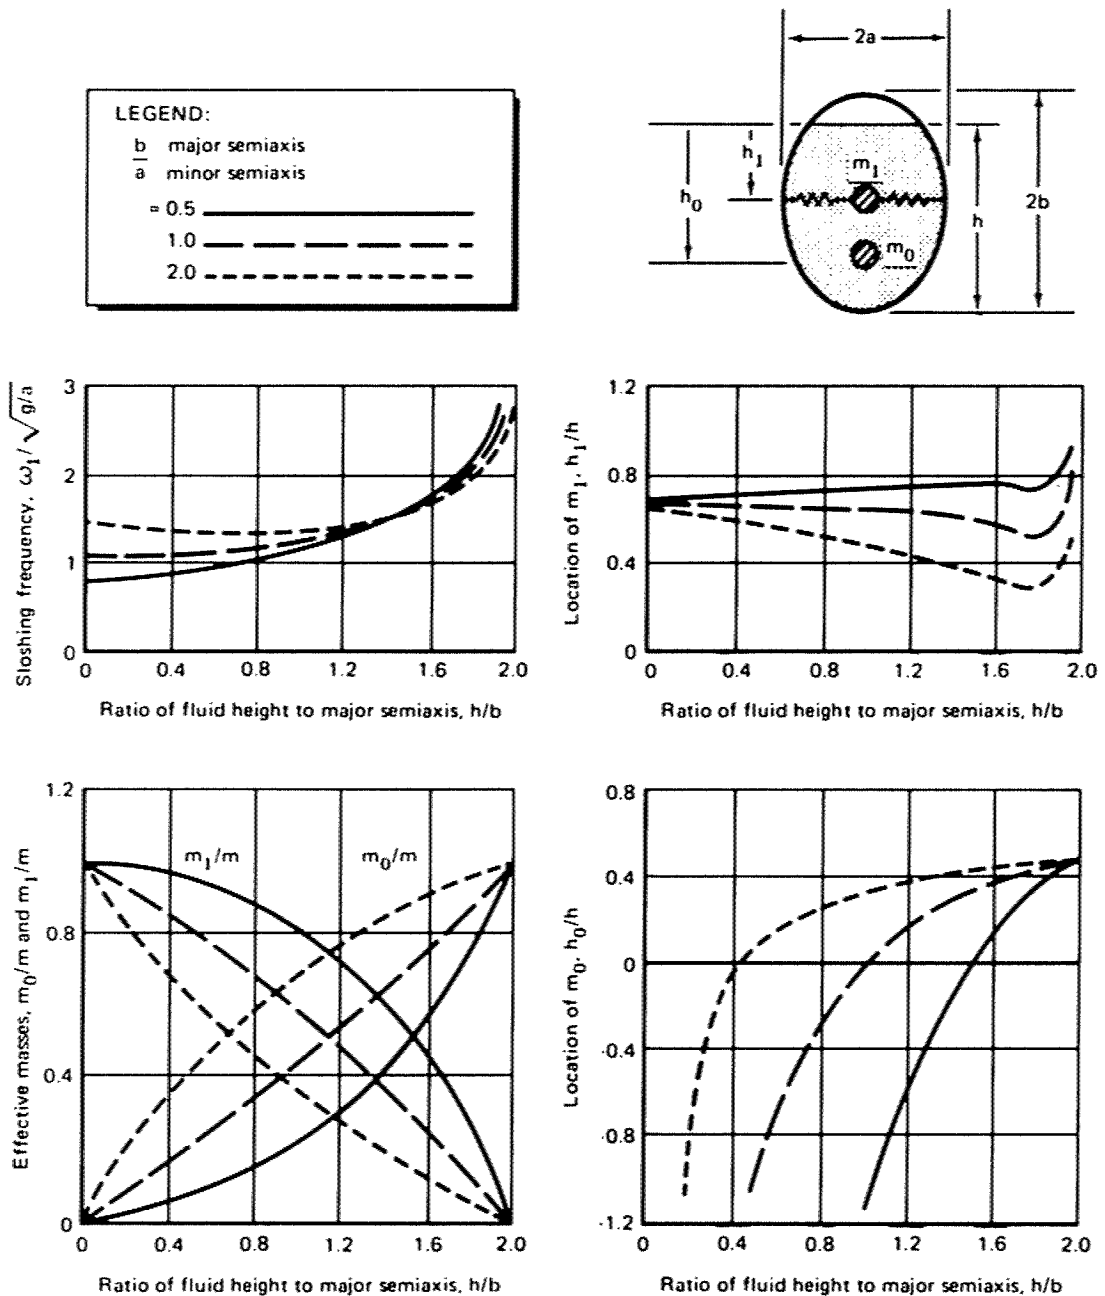 LEGEND:
b major semiaxis
a minor semiaxis
= 0.5
1.0
2.0
2a
h1
m1
h0
m0
h
2b
Sloshing frequency, ω1/√g/a
3
2
1
0
0 0.4 0.8 1.2 1.6 2.0
Ratio of fluid height to major semiaxis, h/b
Location of m1, h1/h
1.2
0.8
0.4
0
0 0.4 0.8 1.2 1.6 2.0
Ratio of fluid height to major semiaxis, h/b
Effective masses, m0/m and m1/m
1.2
0.8
0.4
0
m1/m m0/m
0 0.4 0.8 1.2 1.6 2.0
Ratio of fluid height to major semiaxis, h/b
Location of m0, h0/h
0.8
0.4
0
-0.4
-0.8
-1.2
0 0.4 0.8 1.2 1.6 2.0
Ratio of fluid height to major semiaxis, h/b